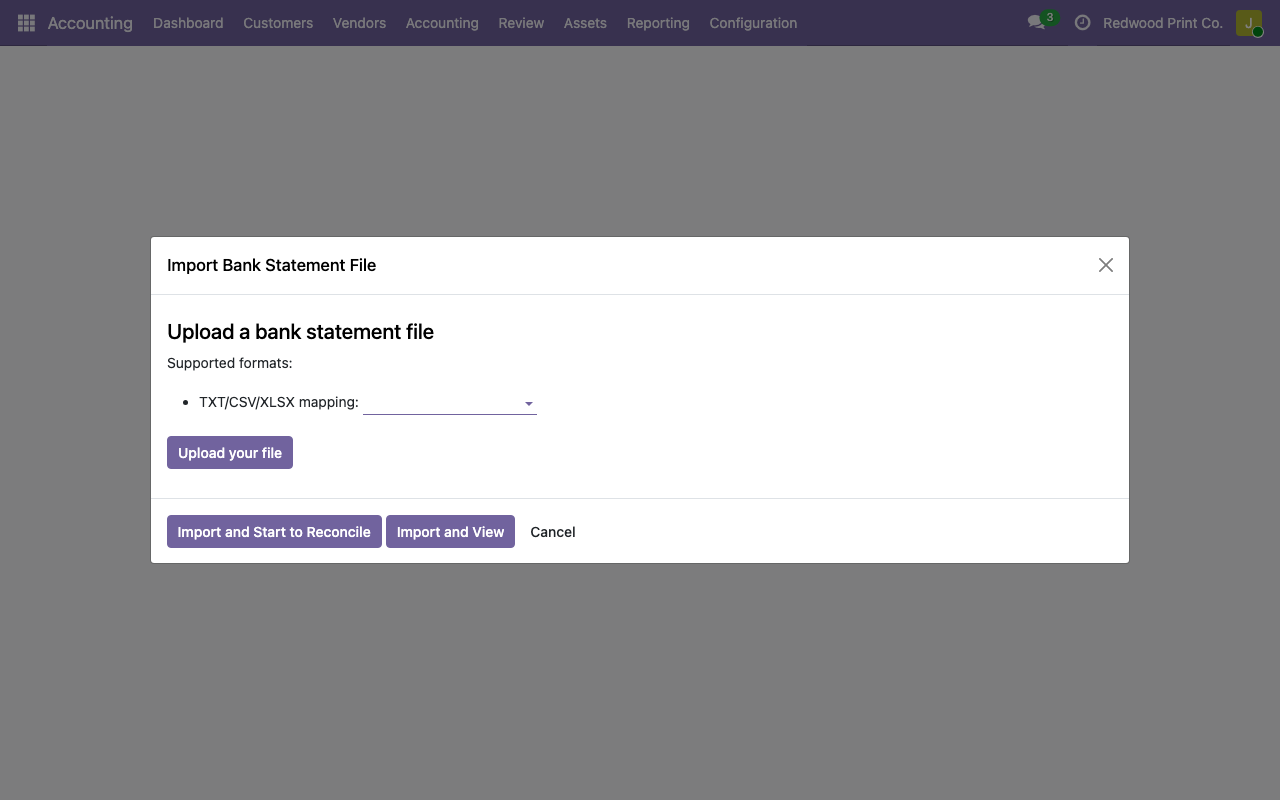 Accounting Dashboard Customers Vendors Accounting Review Assets Reporting Configuration 3 Redwood Print Co. J
Import Bank Statement File
Upload a bank statement file
Supported formats:
• TXT/CSV/XLSX mapping:
Upload your file
Import and Start to Reconcile Import and View Cancel